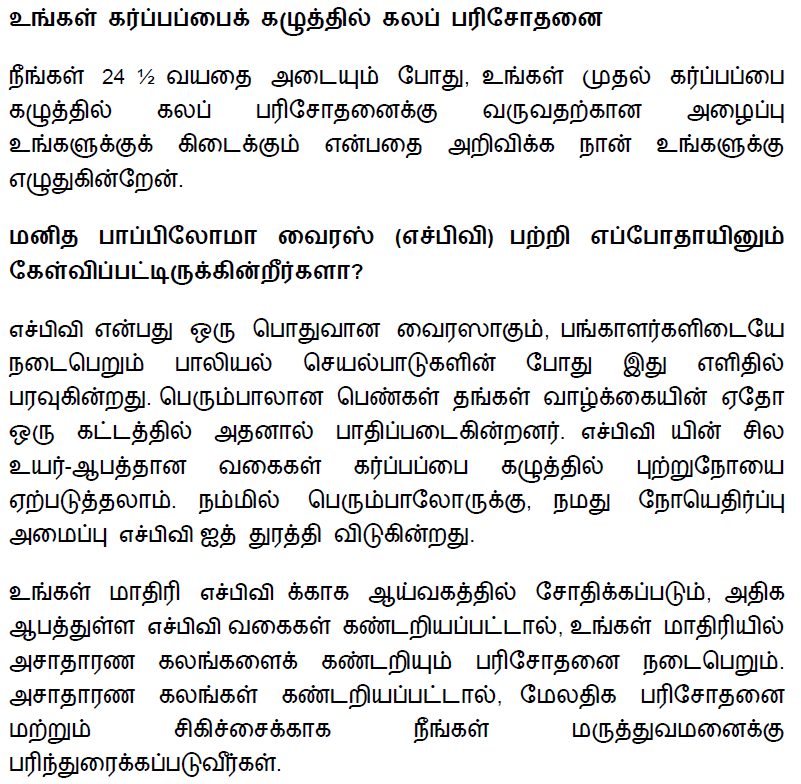 உங்கள் கர்ப்பப்பைக் கழுத்தில் கலப் பரிசோதனை
நீங்கள் 24 ½ வயதை அடையும் போது, உங்கள் முதல் கர்ப்பப்பை
கழுத்தில் கலப் பரிசோதனைக்கு வருவதற்கான அழைப்பு
உங்களுக்குக் கிடைக்கும் என்பதை அறிவிக்க நான் உங்களுக்கு
எழுதுகின்றேன்.
மனித பாப்பிலோமா வைரஸ் (எச்பிவி) பற்றி எப்போதாயினும்
கேள்விப்பட்டிருக்கின்றீர்களா?
எச்பிவி என்பது ஒரு பொதுவான வைரஸாகும், பங்காளர்களிடையே
நடைபெறும் பாலியல் செயல்பாடுகளின் போது இது எளிதில்
பரவுகின்றது. பெரும்பாலான பெண்கள் தங்கள் வாழ்க்கையின் ஏதோ
ஒரு கட்டத்தில் அதனால் பாதிப்படைகின்றனர். எச்பிவி யின் சில
உயர்-ஆபத்தான வகைகள் கர்ப்பப்பை கழுத்தில் புற்றுநோயை
ஏற்படுத்தலாம். நம்மில் பெரும்பாலோருக்கு, நமது நோயெதிர்ப்பு
அமைப்பு எச்பிவி ஐத் துரத்தி விடுகின்றது.
உங்கள் மாதிரி எச்பிவி க்காக ஆய்வகத்தில் சோதிக்கப்படும், அதிக
ஆபத்துள்ள எச்பிவி வகைகள் கண்டறியப்பட்டால், உங்கள் மாதிரியில்
அசாதாரண கலங்களைக் கண்டறியும் பரிசோதனை நடைபெறும்.
அசாதாரண கலங்கள் கண்டறியப்பட்டால், மேலதிக பரிசோதனை
மற்றும் சிகிச்சைக்காக நீங்கள் மருத்துவமனைக்கு
பரிந்துரைக்கப்படுவீர்கள்.